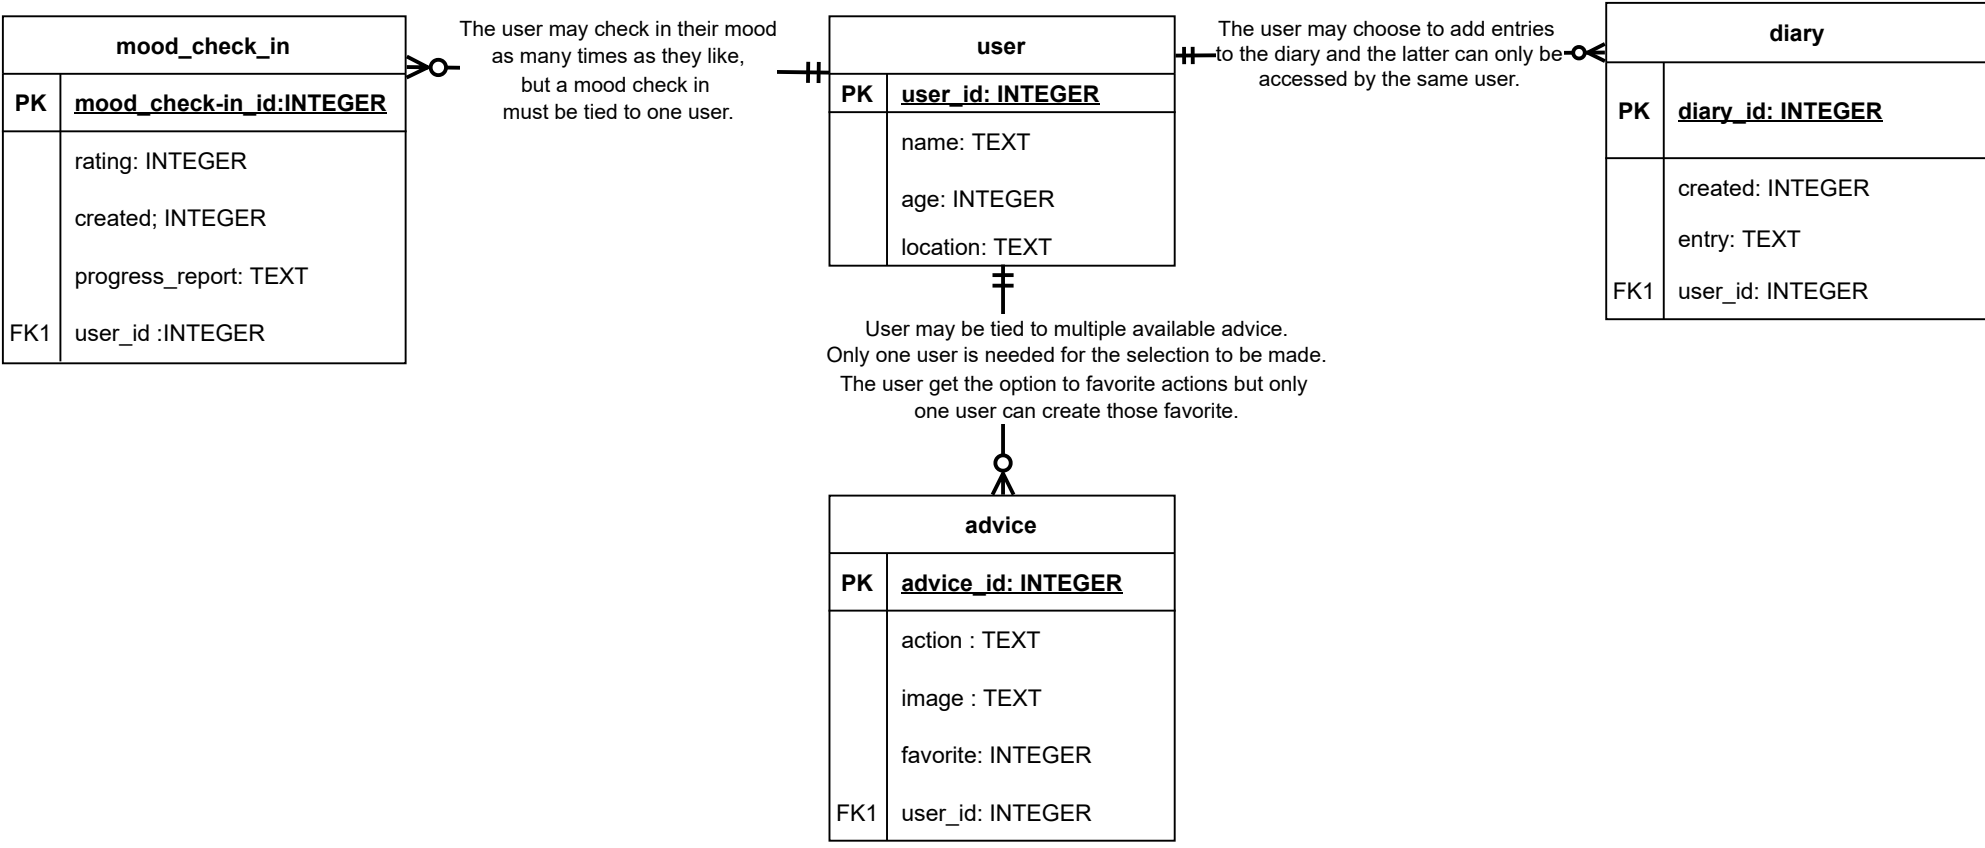 mood_check_in
PK
mood_check-in_id:INTEGER
rating: INTEGER
created; INTEGER
progress_report: TEXT
FK1
user_id :INTEGER
The user may check in their mood
as many times as they like,
but a mood check in
must be tied to one user.
user
PK
user_id: INTEGER
name: TEXT
age: INTEGER
location: TEXT
The user may choose to add entries
to the diary and the latter can only be
accessed by the same user.
diary
PK
diary_id: INTEGER
created: INTEGER
entry: TEXT
FK1
user_id: INTEGER
User may be tied to multiple available advice.
Only one user is needed for the selection to be made.
The user get the option to favorite actions but only
one user can create those favorite.
advice
PK
advice_id: INTEGER
action : TEXT
image : TEXT
favorite: INTEGER
FK1
user_id: INTEGER